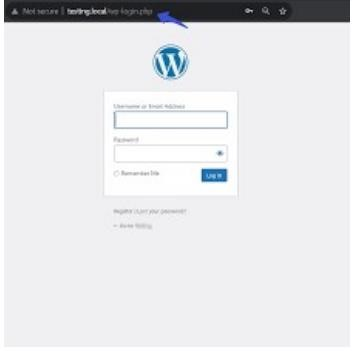 Not secure | testing.local/wp-login.php
Username or Email Address
Password
Remember Me
Log In
Register | Lost your password?
← Go to Testing